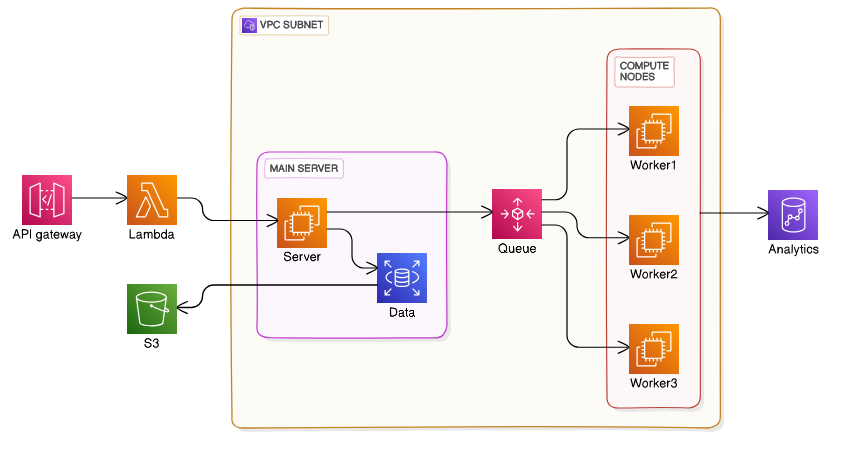 VPC SUBNET
COMPUTE
NODES
Worker1
MAIN SERVER
API gateway
Lambda
Server
Queue
Worker2
Analytics
Data
S3
Worker3